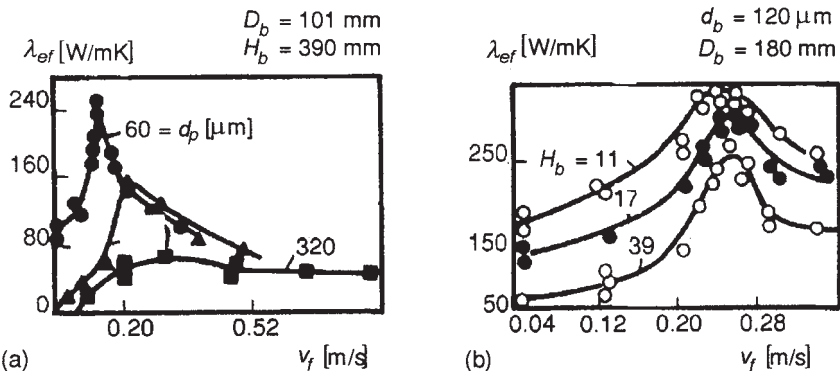 D_b = 101 mm
λ_ef [W/mK] H_b = 390 mm
240
60 = d_p [μm]
160
80
320
0
0.20 0.52
(a) v_f [m/s]
d_b = 120 μm
λ_ef [W/mK] D_b = 180 mm
250
H_b = 11
17
150
39
50
0.04 0.12 0.20 0.28
(b) v_f [m/s]